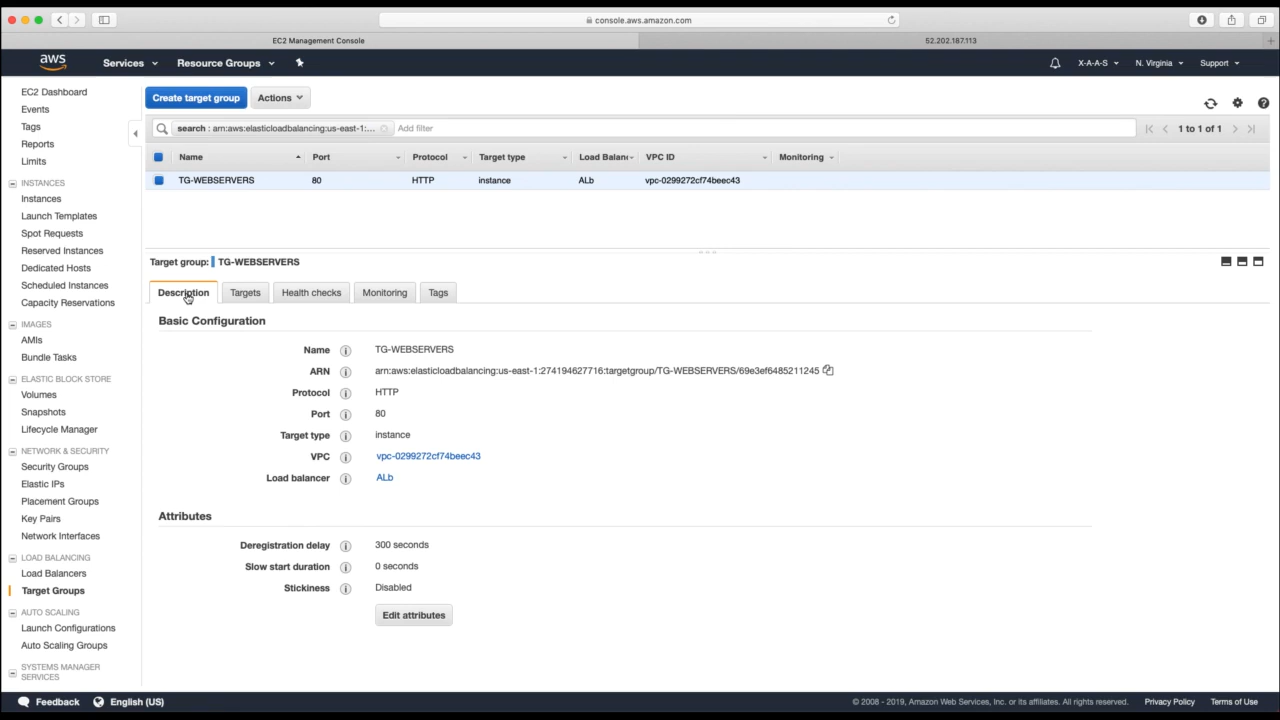 console.aws.amazon.com
EC2 Management Console
52.202.187.113
aws Services Resource Groups X-A-A-S N. Virginia Support
EC2 Dashboard
Events
Tags
Reports
Limits
INSTANCES
Instances
Launch Templates
Spot Requests
Reserved Instances
Dedicated Hosts
Scheduled Instances
Capacity Reservations
IMAGES
AMIs
Bundle Tasks
ELASTIC BLOCK STORE
Volumes
Snapshots
Lifecycle Manager
NETWORK & SECURITY
Security Groups
Elastic IPs
Placement Groups
Key Pairs
Network Interfaces
LOAD BALANCING
Load Balancers
Target Groups
AUTO SCALING
Launch Configurations
Auto Scaling Groups
SYSTEMS MANAGER
SERVICES
Create target group Actions
search : arn:aws:elasticloadbalancing:us-east-1:... Add filter 1 to 1 of 1
Name Port Protocol Target type Load Balan VPC ID Monitoring
TG-WEBSERVERS 80 HTTP instance ALb vpc-0299272cf74beec43
Target group: TG-WEBSERVERS
Description Targets Health checks Monitoring Tags
Basic Configuration
Name TG-WEBSERVERS
ARN arn:aws:elasticloadbalancing:us-east-1:274194627716:targetgroup/TG-WEBSERVERS/69e3ef6485211245
Protocol HTTP
Port 80
Target type instance
VPC vpc-0299272cf74beec43
Load balancer ALb
Attributes
Deregistration delay 300 seconds
Slow start duration 0 seconds
Stickiness Disabled
Edit attributes
Feedback English (US) © 2008 - 2019, Amazon Web Services, Inc. or its affiliates. All rights reserved. Privacy Policy Terms of Use